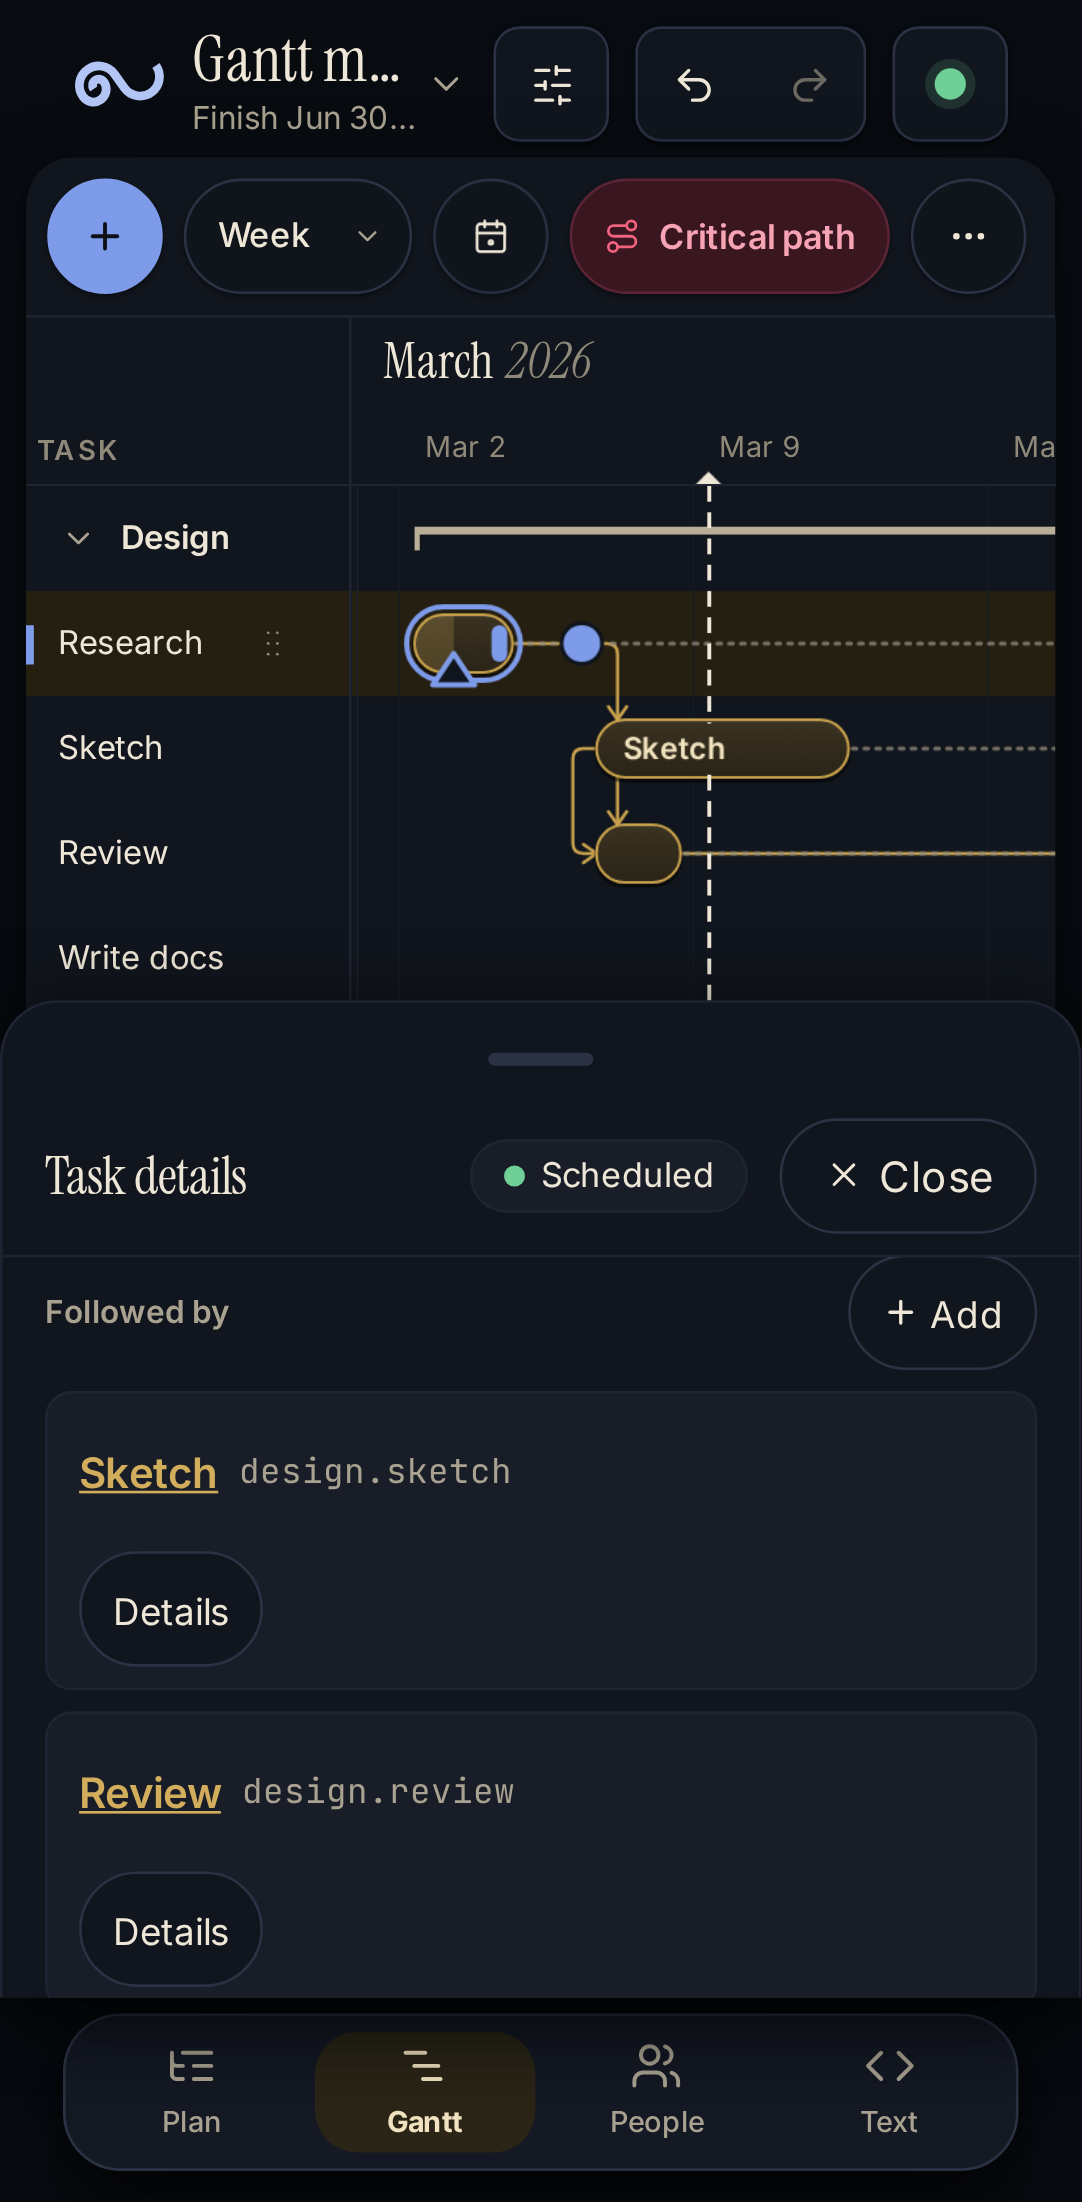 Gantt m...
Finish Jun 30...
Week
Critical path
March 2026
TASK
Mar 2
Mar 9
Ma
Design
Research
Sketch
Sketch
Review
Write docs
Task details
Scheduled
Close
Followed by
Add
Sketch design.sketch
Details
Review design.review
Details
Plan
Gantt
People
Text